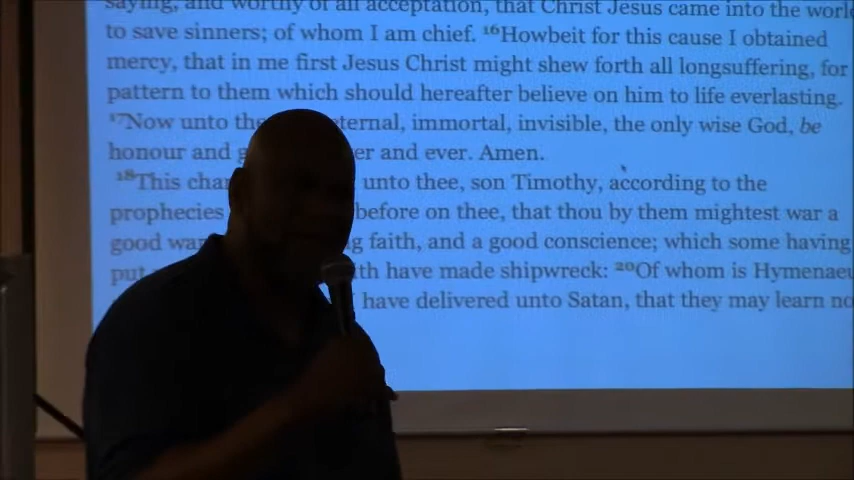 saying, and worthy of all acceptation, that Christ Jesus came into the world
to save sinners; of whom I am chief. 16Howbeit for this cause I obtained
mercy, that in me first Jesus Christ might shew forth all longsuffering, for
pattern to them which should hereafter believe on him to life everlasting.
17Now unto the eternal, immortal, invisible, the only wise God, be
honour and er and ever. Amen.
18This char unto thee, son Timothy, according to the
prophecies before on thee, that thou by them mightest war a
good war g faith, and a good conscience; which some having
put th have made shipwreck: 20Of whom is Hymenaeu
I have delivered unto Satan, that they may learn no